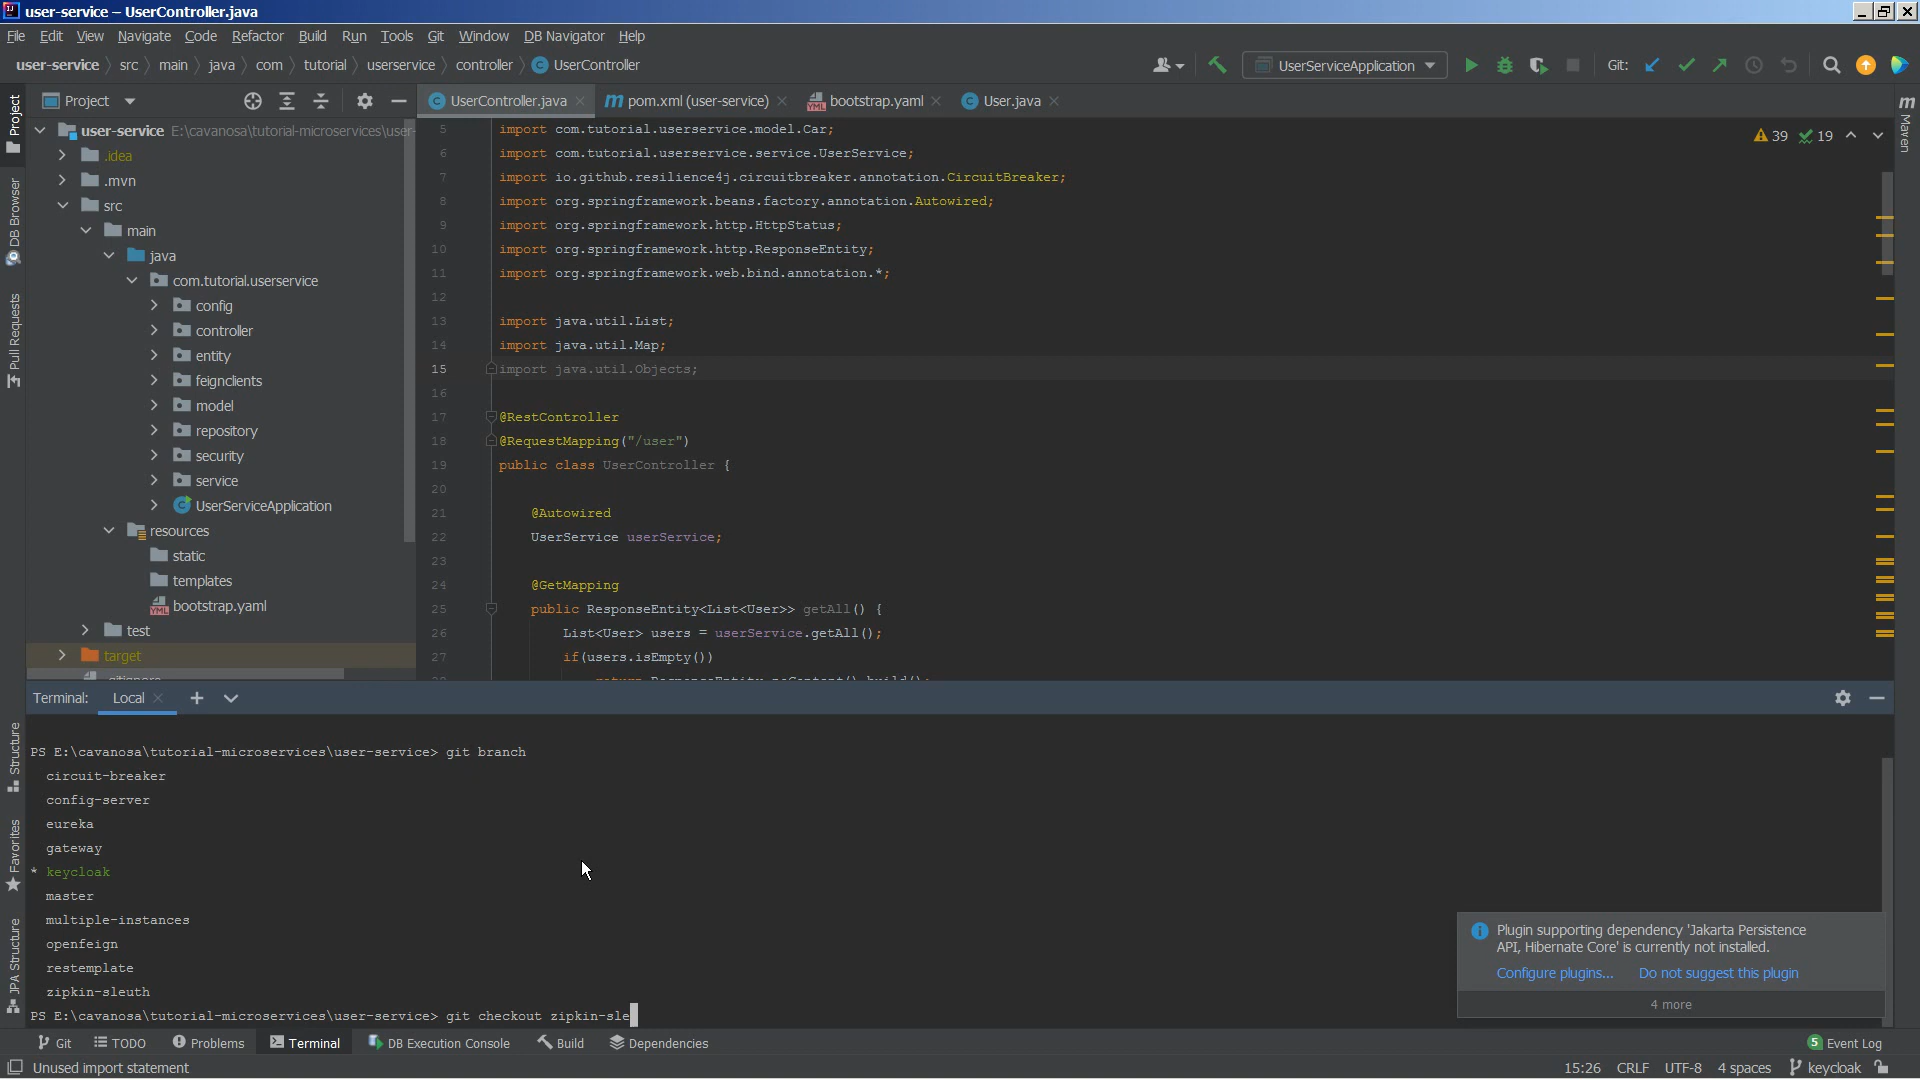 user-service – UserController.java
File Edit View Navigate Code Refactor Build Run Tools Git Window DB Navigator Help
user-service src main java com tutorial userservice controller UserController
UserServiceApplication
Git:
Project
UserController.java
pom.xml (user-service)
bootstrap.yaml
User.java
Project
DB Browser
Pull Requests
Structure
Favorites
JPA Structure
Maven
user-service E:\cavanosa\tutorial-microservices\user-
.idea
.mvn
src
main
java
com.tutorial.userservice
config
controller
entity
feignclients
model
repository
security
service
UserServiceApplication
resources
static
templates
bootstrap.yaml
test
target
39 19
5 import com.tutorial.userservice.model.Car;
6 import com.tutorial.userservice.service.UserService;
7 import io.github.resilience4j.circuitbreaker.annotation.CircuitBreaker;
8 import org.springframework.beans.factory.annotation.Autowired;
9 import org.springframework.http.HttpStatus;
10 import org.springframework.http.ResponseEntity;
11 import org.springframework.web.bind.annotation.*;
12
13 import java.util.List;
14 import java.util.Map;
15 import java.util.Objects;
16
17 @RestController
18 @RequestMapping("/user")
19 public class UserController {
20
21 @Autowired
22 UserService userService;
23
24 @GetMapping
25 public ResponseEntity<List<User>> getAll() {
26 List<User> users = userService.getAll();
27 if(users.isEmpty())
Terminal: Local
PS E:\cavanosa\tutorial-microservices\user-service> git branch
circuit-breaker
config-server
eureka
gateway
* keycloak
master
multiple-instances
openfeign
restemplate
zipkin-sleuth
PS E:\cavanosa\tutorial-microservices\user-service> git checkout zipkin-sle
Plugin supporting dependency 'Jakarta Persistence
API, Hibernate Core' is currently not installed.
Configure plugins... Do not suggest this plugin
4 more
Git TODO Problems Terminal DB Execution Console Build Dependencies
5 Event Log
Unused import statement
15:26 CRLF UTF-8 4 spaces keycloak